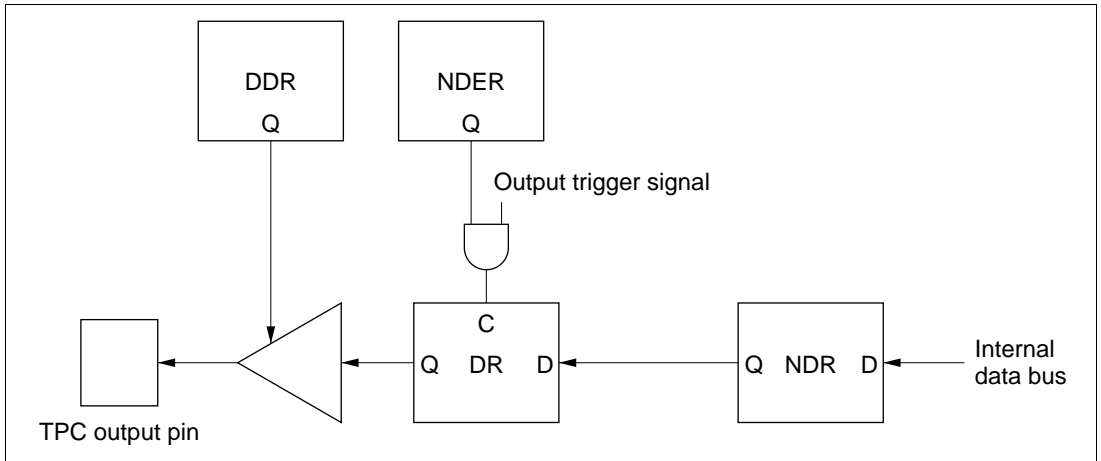 DDR
Q
NDER
Q
Output trigger signal
C
Q DR D
Q NDR D
Internal
data bus
TPC output pin